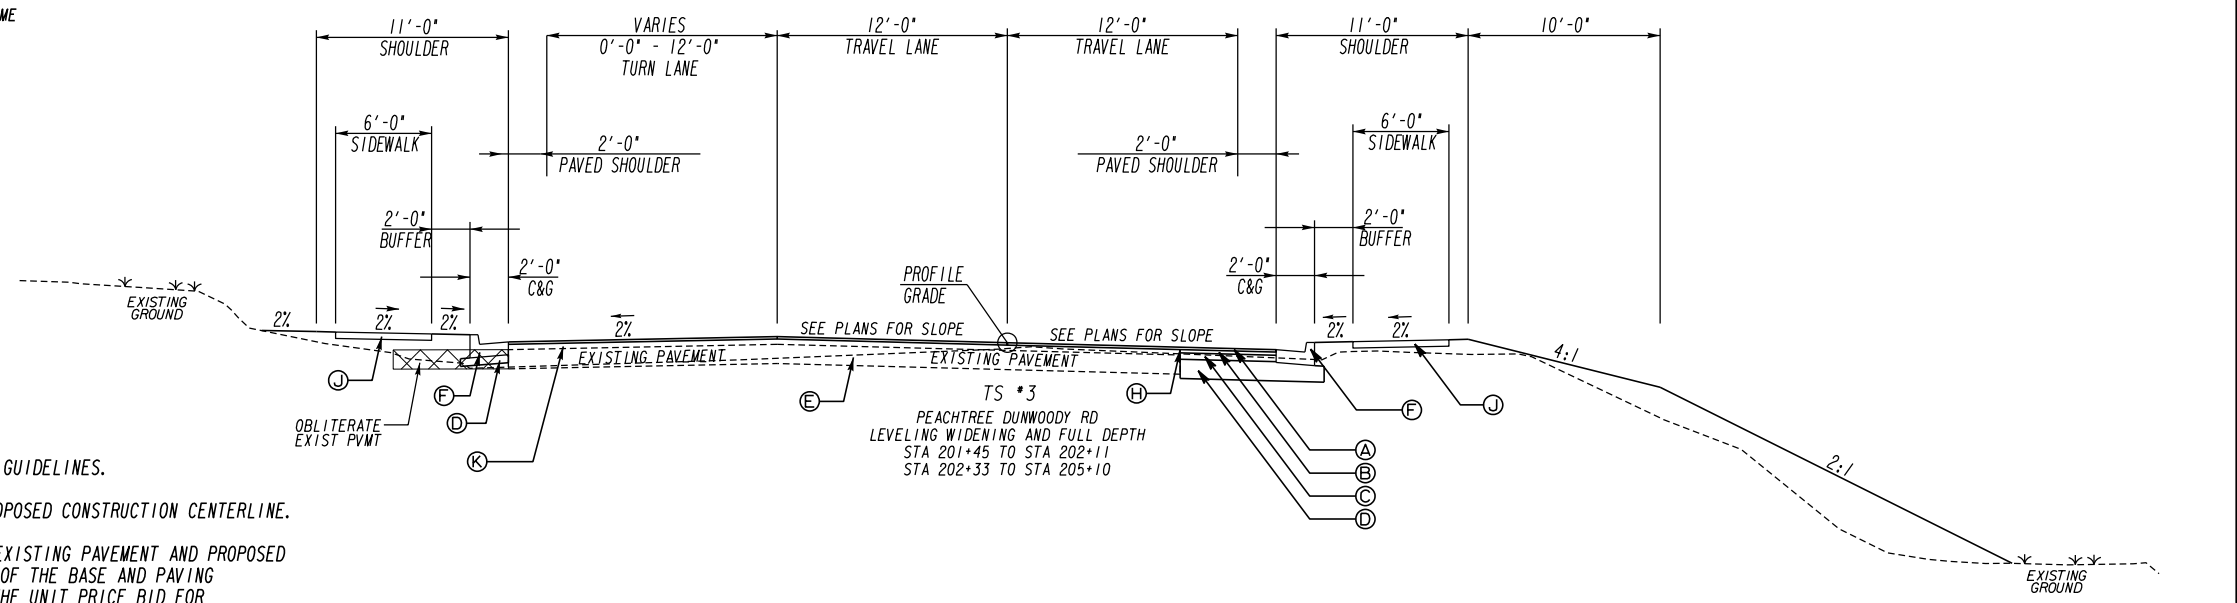 ME
11'-0"
SHOULDER
VARIES
0'-0" - 12'-0"
TURN LANE
12'-0"
TRAVEL LANE
12'-0"
TRAVEL LANE
11'-0"
SHOULDER
10'-0"
6'-0"
SIDEWALK
2'-0"
PAVED SHOULDER
2'-0"
PAVED SHOULDER
6'-0"
SIDEWALK
2'-0"
BUFFER
2'-0"
BUFFER
2'-0"
C&G
PROFILE
GRADE
2'-0"
C&G
EXISTING
GROUND
2%
2%
2%
2%
SEE PLANS FOR SLOPE
SEE PLANS FOR SLOPE
2%
2%
4:1
EXISTING PAVEMENT
EXISTING PAVEMENT
J
F
D
K
E
H
F
J
OBLITERATE
EXIST PVMT
TS #3
PEACHTREE DUNWOODY RD
LEVELING WIDENING AND FULL DEPTH
STA 201+45 TO STA 202+11
STA 202+33 TO STA 205+10
A
B
C
D
2:1
EXISTING
GROUND
GUIDELINES.
OPOSED CONSTRUCTION CENTERLINE.
EXISTING PAVEMENT AND PROPOSED
OF THE BASE AND PAVING
HE UNIT PRICE BID FOR